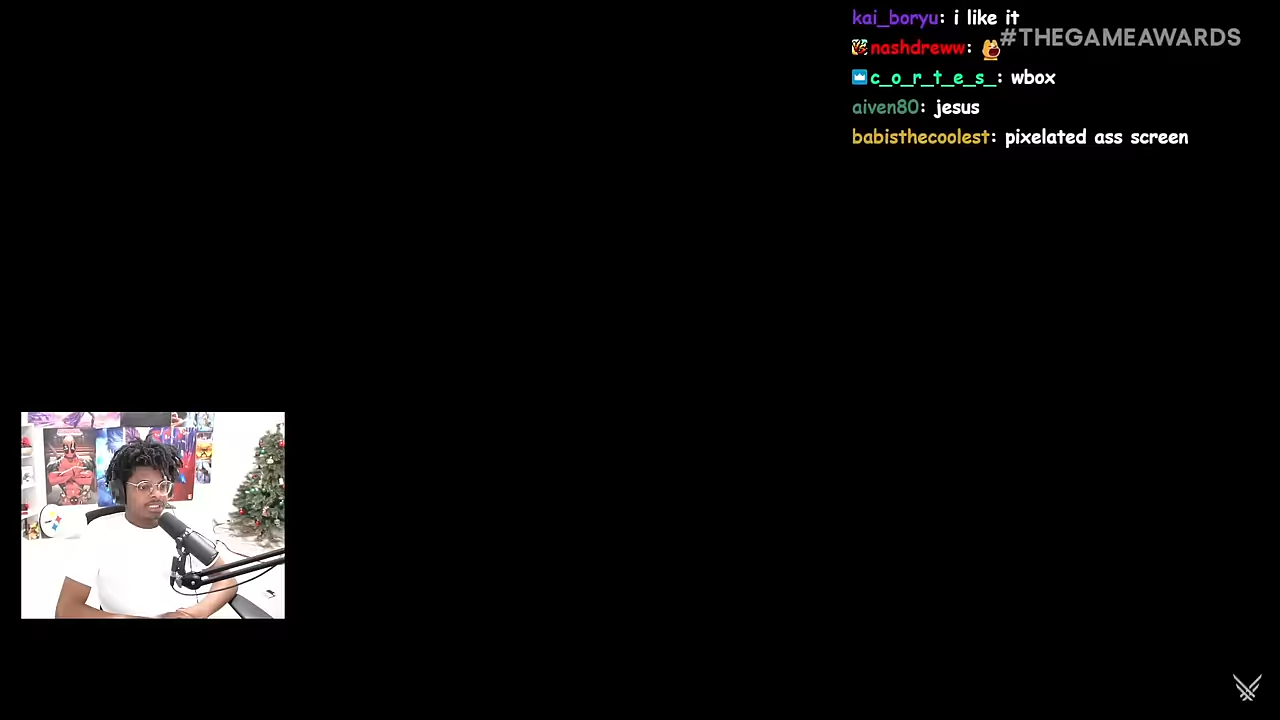 kai_boryu: i like it
nashdreww:
#THEGAMEAWARDS
c_o_r_t_e_s_: wbox
aiven80: jesus
babisthecoolest: pixelated ass screen